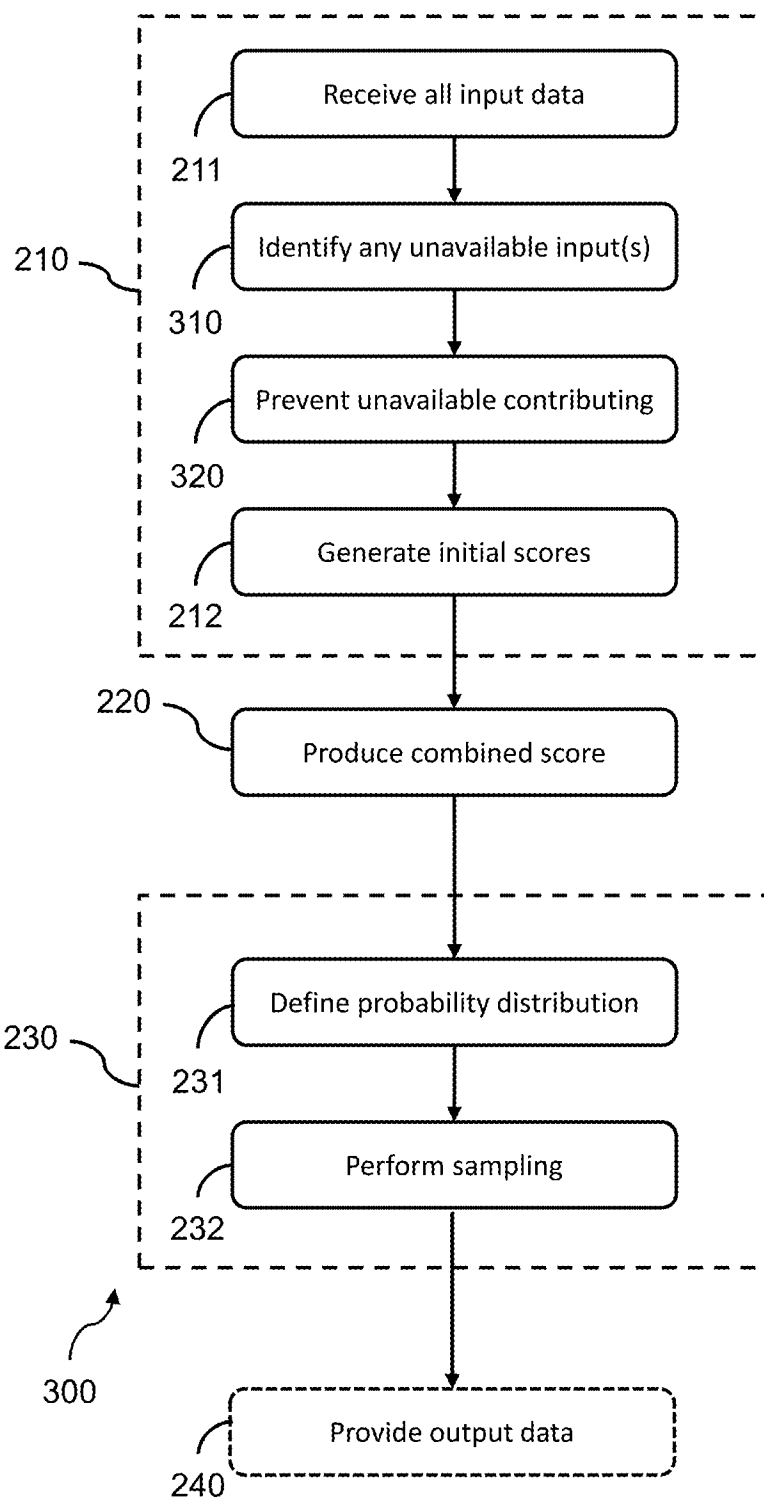 Receive all input data
211
Identify any unavailable input(s)
210
310
Prevent unavailable contributing
320
Generate initial scores
212
220
Produce combined score
Define probability distribution
230
231
Perform sampling
232
300
Provide output data
240